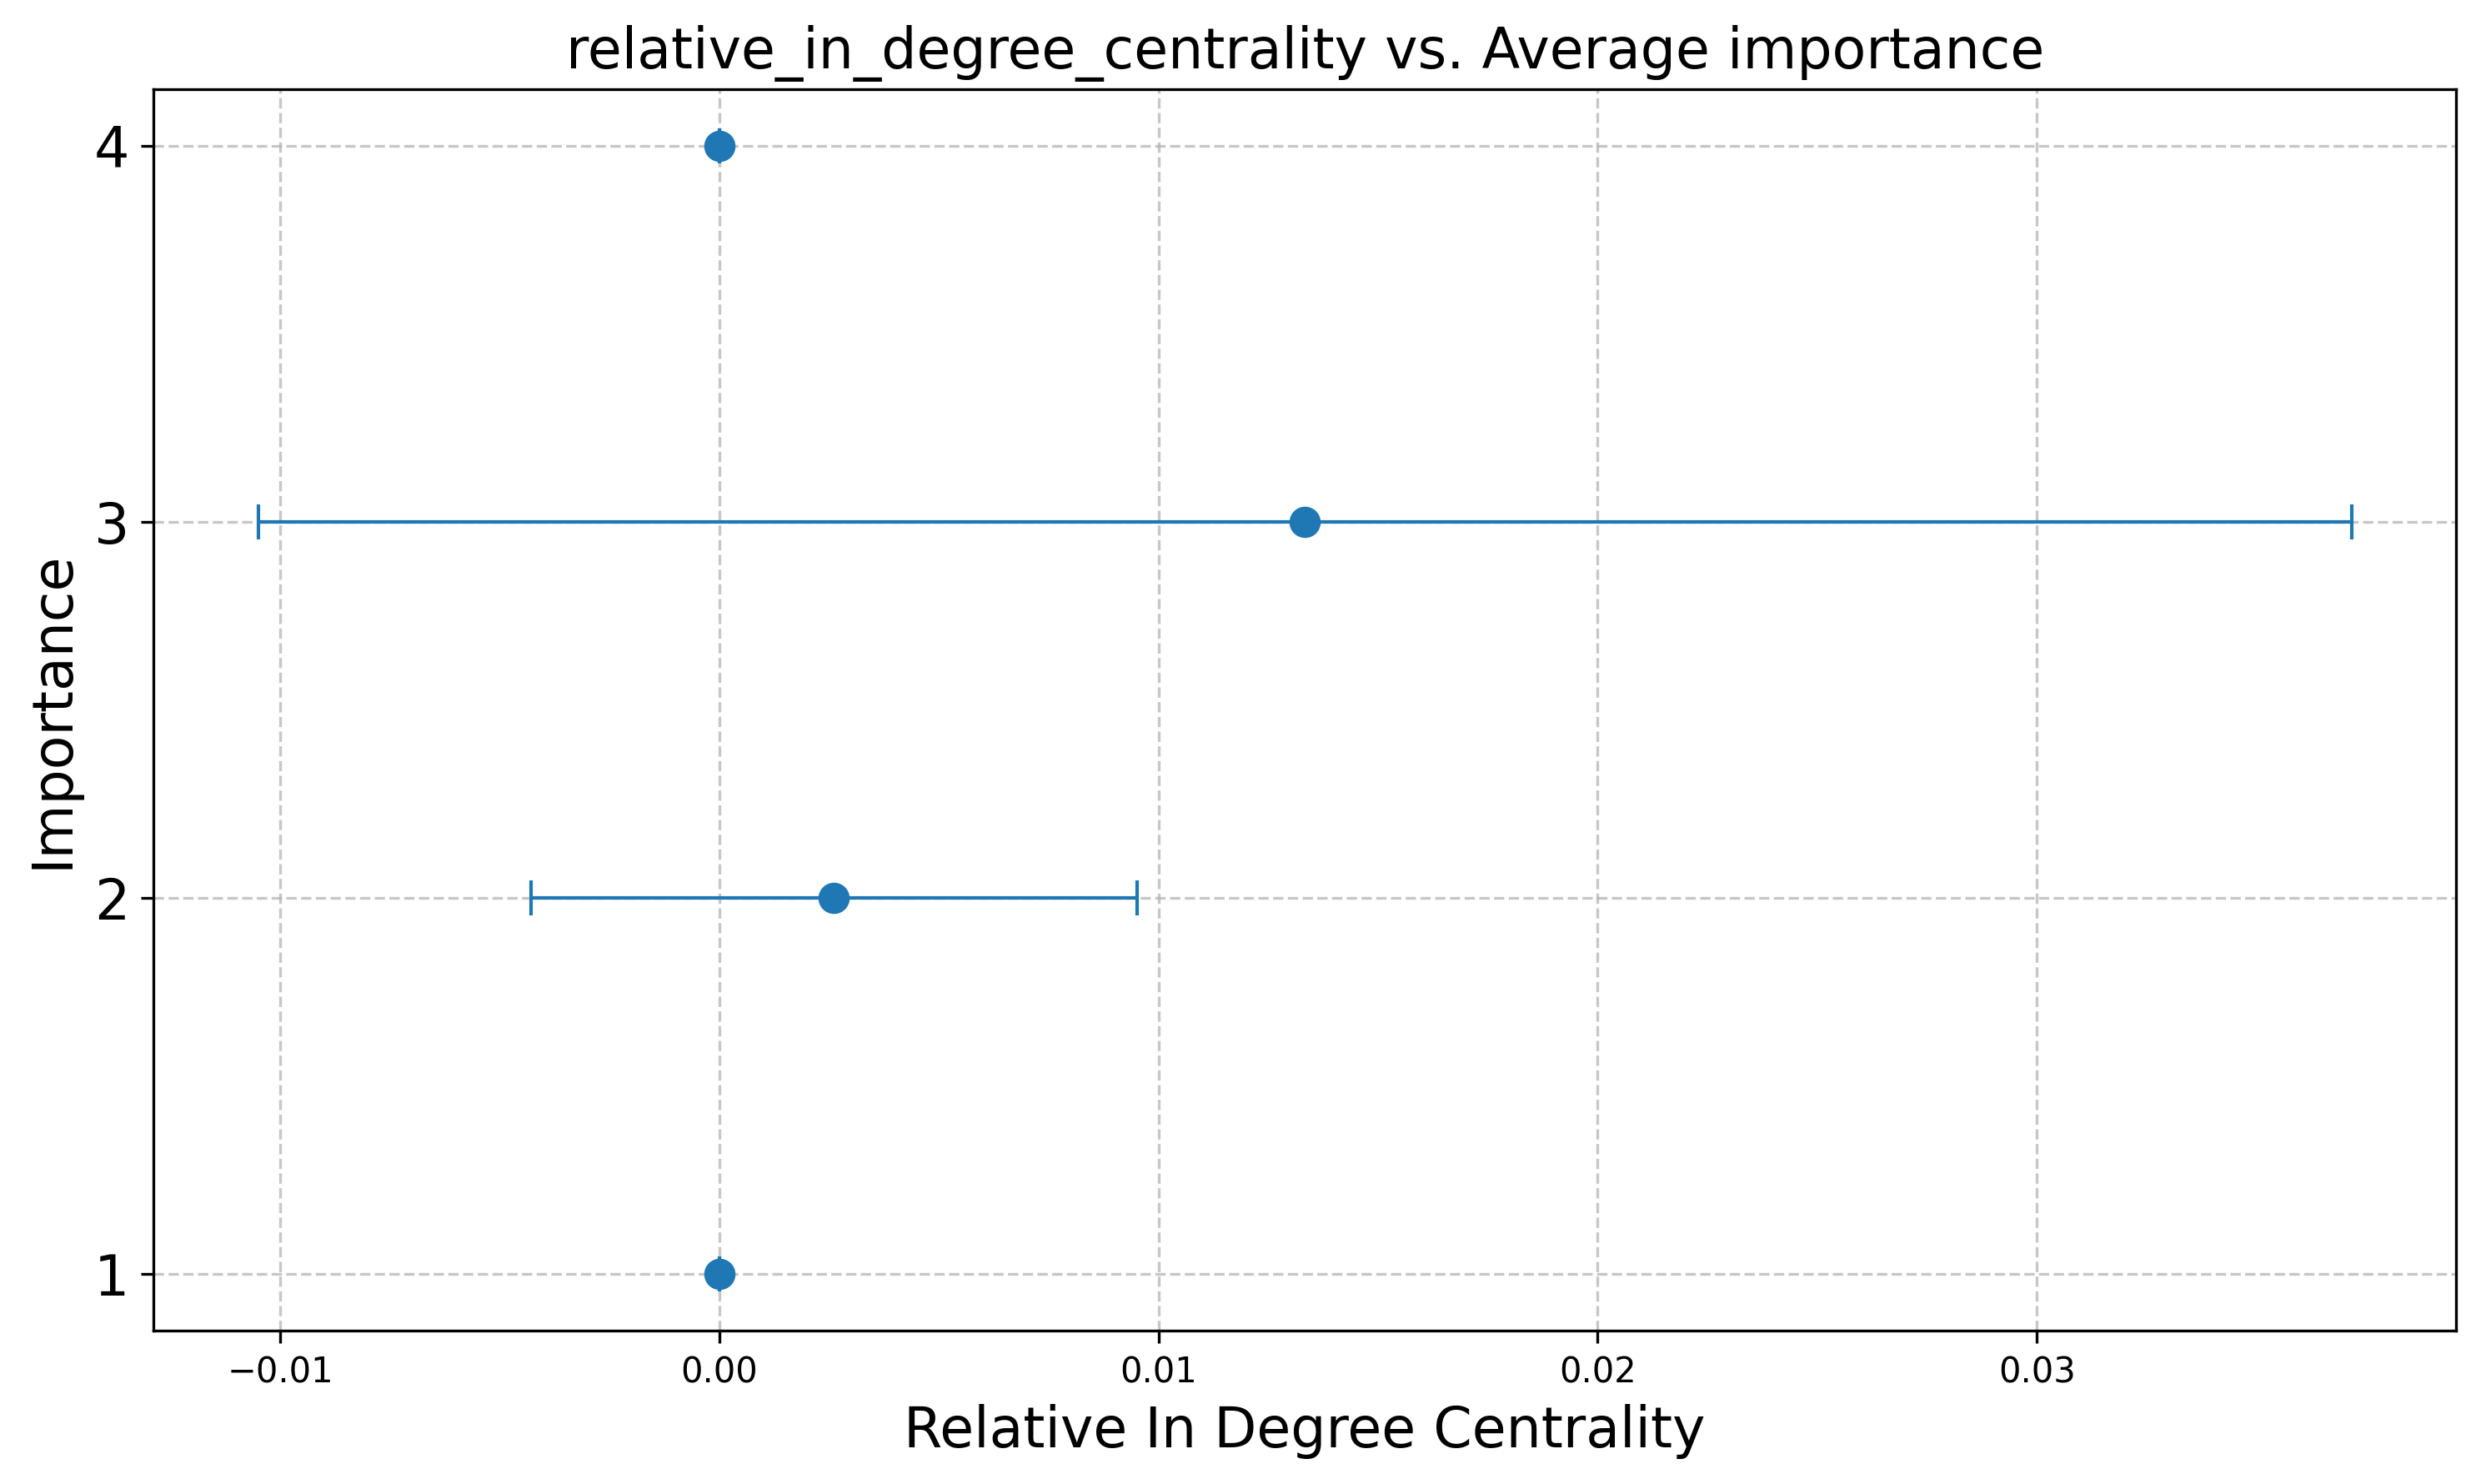 relative_in_degree_centrality vs. Average importance
4
3
2
1
Importance
−0.01 0.00 0.01 0.02 0.03
Relative In Degree Centrality